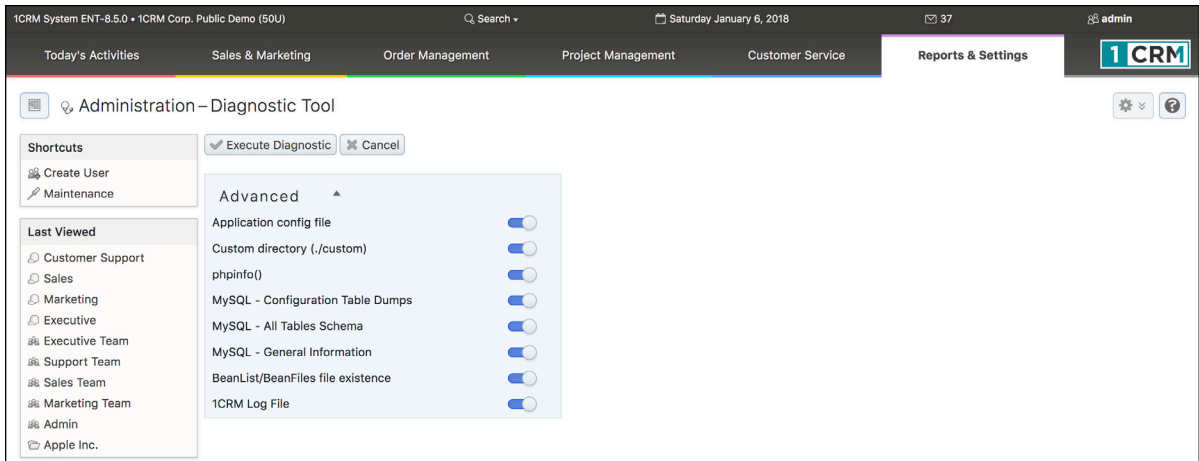 1CRM System ENT-8.5.0 • 1CRM Corp. Public Demo (50U) Search Saturday January 6, 2018 37 admin
Today's Activities Sales & Marketing Order Management Project Management Customer Service Reports & Settings 1 CRM
Administration – Diagnostic Tool
Shortcuts
Create User
Maintenance
Last Viewed
Customer Support
Sales
Marketing
Executive
Executive Team
Support Team
Sales Team
Marketing Team
Admin
Apple Inc.
Execute Diagnostic Cancel
Advanced
Application config file
Custom directory (./custom)
phpinfo()
MySQL - Configuration Table Dumps
MySQL - All Tables Schema
MySQL - General Information
BeanList/BeanFiles file existence
1CRM Log File